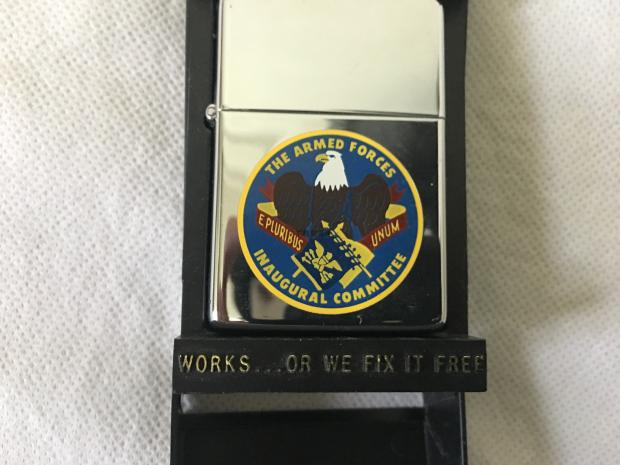 THE ARMED FORCES
E PLURIBUS UNUM
INAUGURAL COMMITTEE
WORKS...OR WE FIX IT FREE